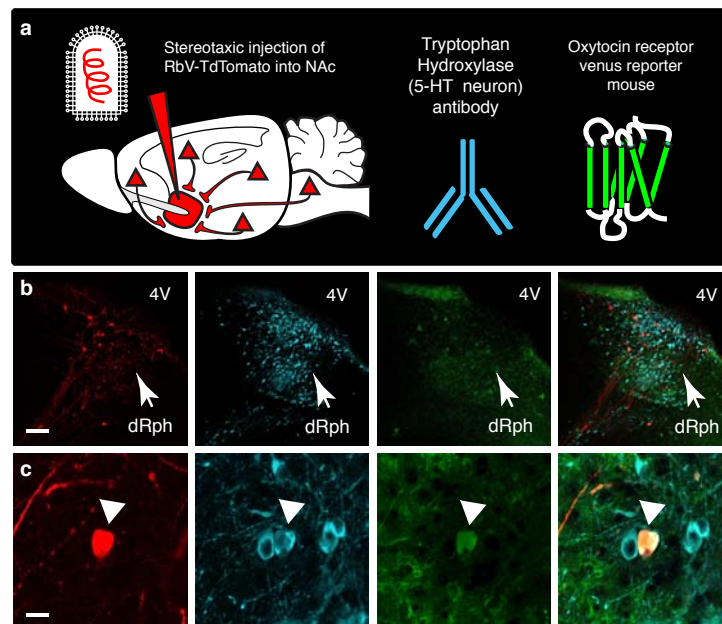 a
Stereotaxic injection of
RbV-TdTomato into NAc
Tryptophan
Hydroxylase
(5-HT neuron)
antibody
Oxytocin receptor
venus reporter
mouse
b
4V
dRph
4V
dRph
4V
dRph
4V
dRph
c